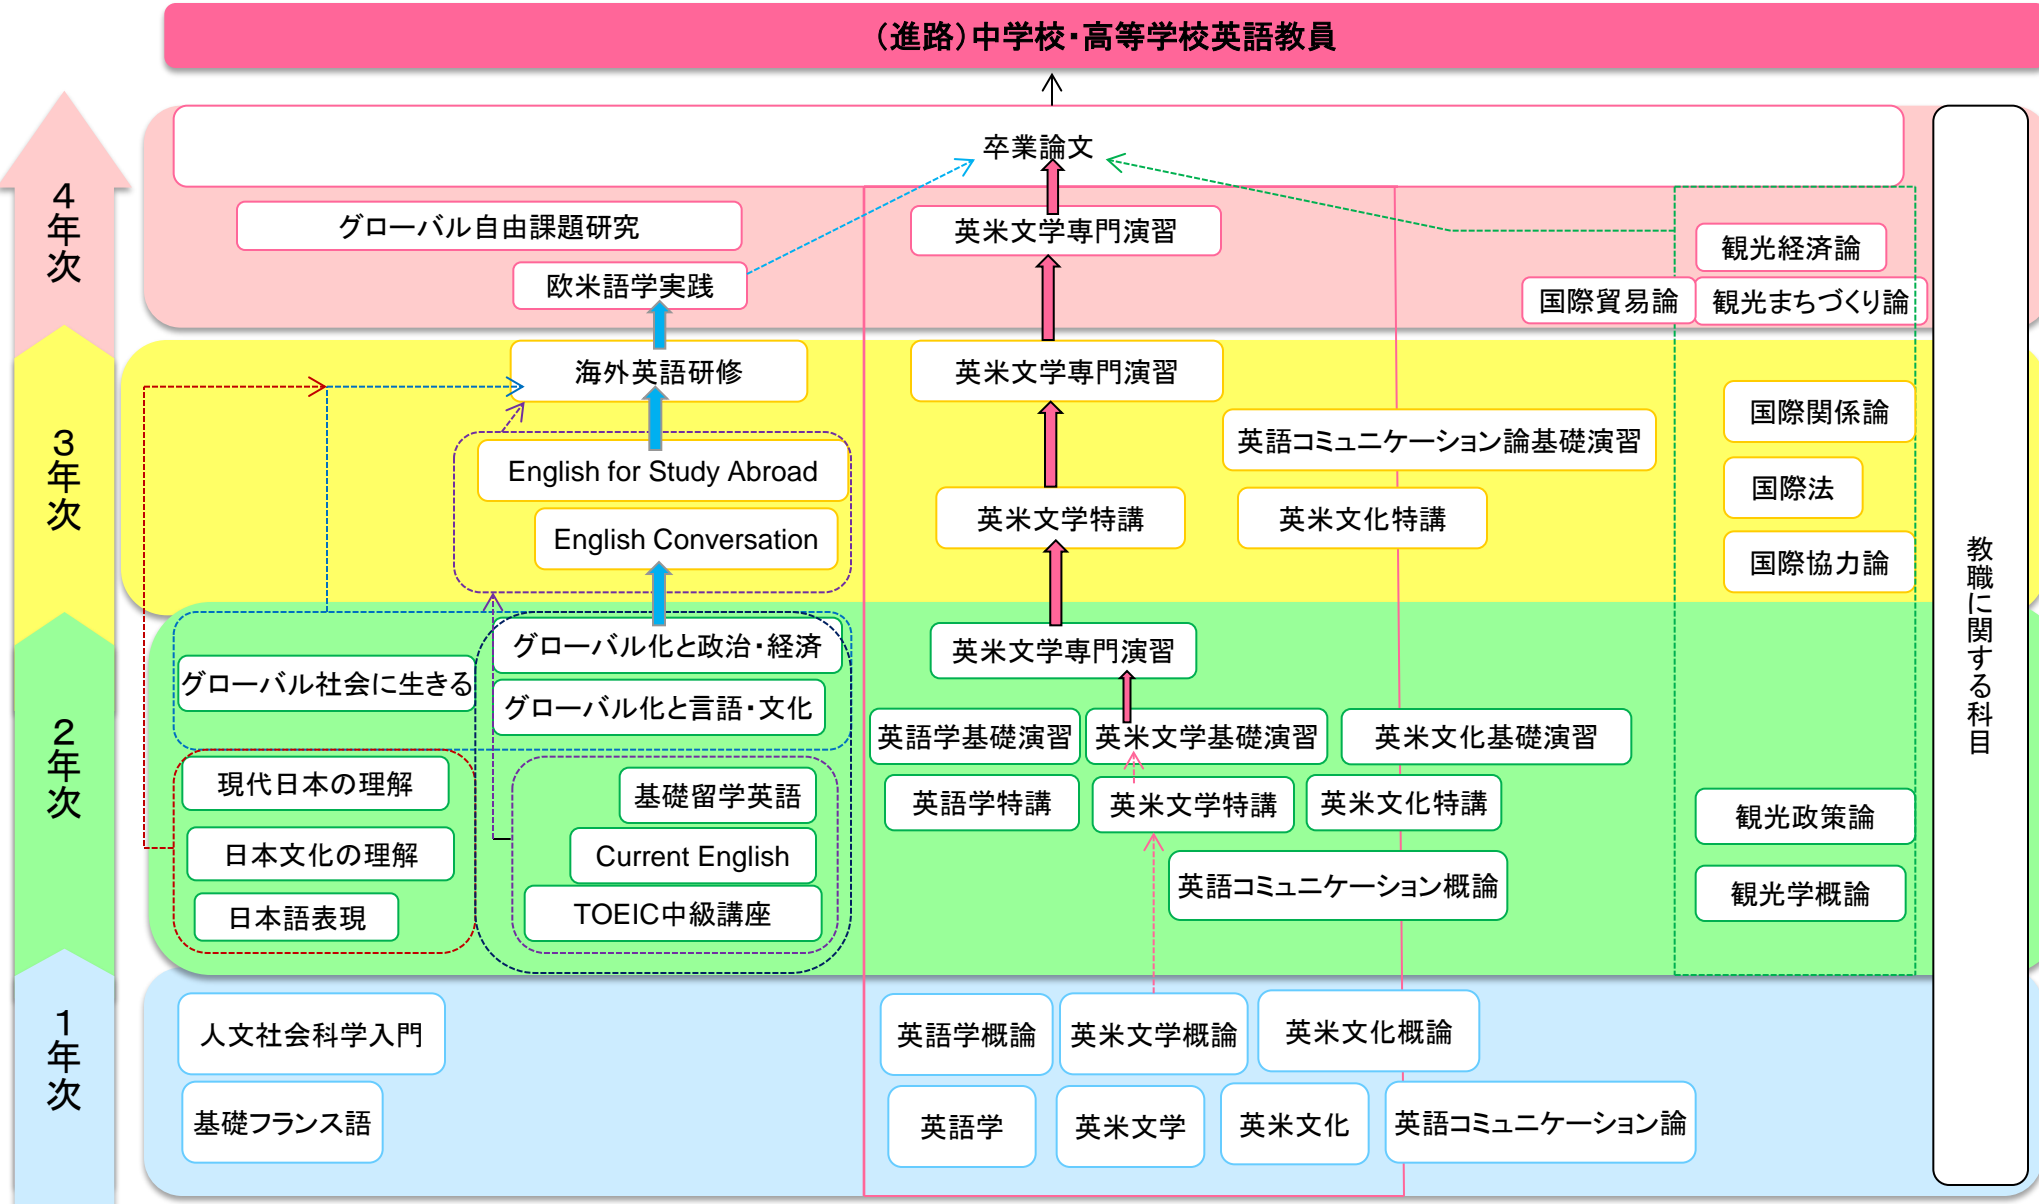 （進路）中学校・高等学校英語教員
4年次
卒業論文
グローバル自由課題研究
英米文学専門演習
観光経済論
欧米語学実践
国際貿易論
観光まちづくり論
3年次
海外英語研修
英米文学専門演習
国際関係論
英語コミュニケーション論基礎演習
English for Study Abroad
国際法
英米文学特講
英米文化特講
English Conversation
国際協力論
2年次
グローバル化と政治・経済
英米文学専門演習
グローバル社会に生きる
グローバル化と言語・文化
英語学基礎演習
英米文学基礎演習
英米文化基礎演習
現代日本の理解
基礎留学英語
英語学特講
英米文学特講
英米文化特講
観光政策論
日本文化の理解
Current English
英語コミュニケーション概論
観光学概論
日本語表現
TOEIC中級講座
1年次
人文社会科学入門
英語学概論
英米文学概論
英米文化概論
基礎フランス語
英語学
英米文学
英米文化
英語コミュニケーション論
教職に関する科目